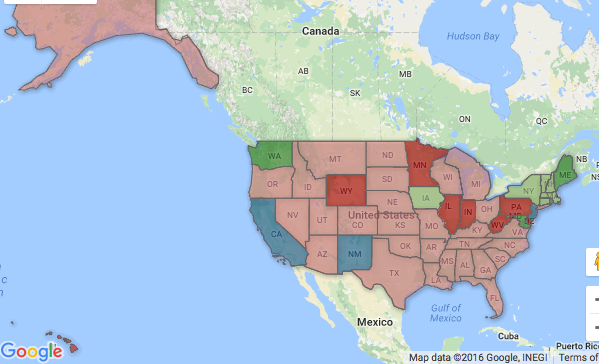 Canada
Hudson Bay
AB
MB
BC
SK
ON
QC
WA
MT
ND
MN
ME
OR
ID
SD
WI
MI
NY
WY
IA
NV
UT
CO
United States
IL
IN
OH
PA
MD
DE
CA
KS
MO
KY
WV
VA
AZ
NM
OK
AR
TN
NC
SC
TX
LA
MS
AL
GA
FL
Gulf of
Mexico
Mexico
Cuba
Puerto Rico
c
Google
Map data ©2016 Google, INEGI
Terms of